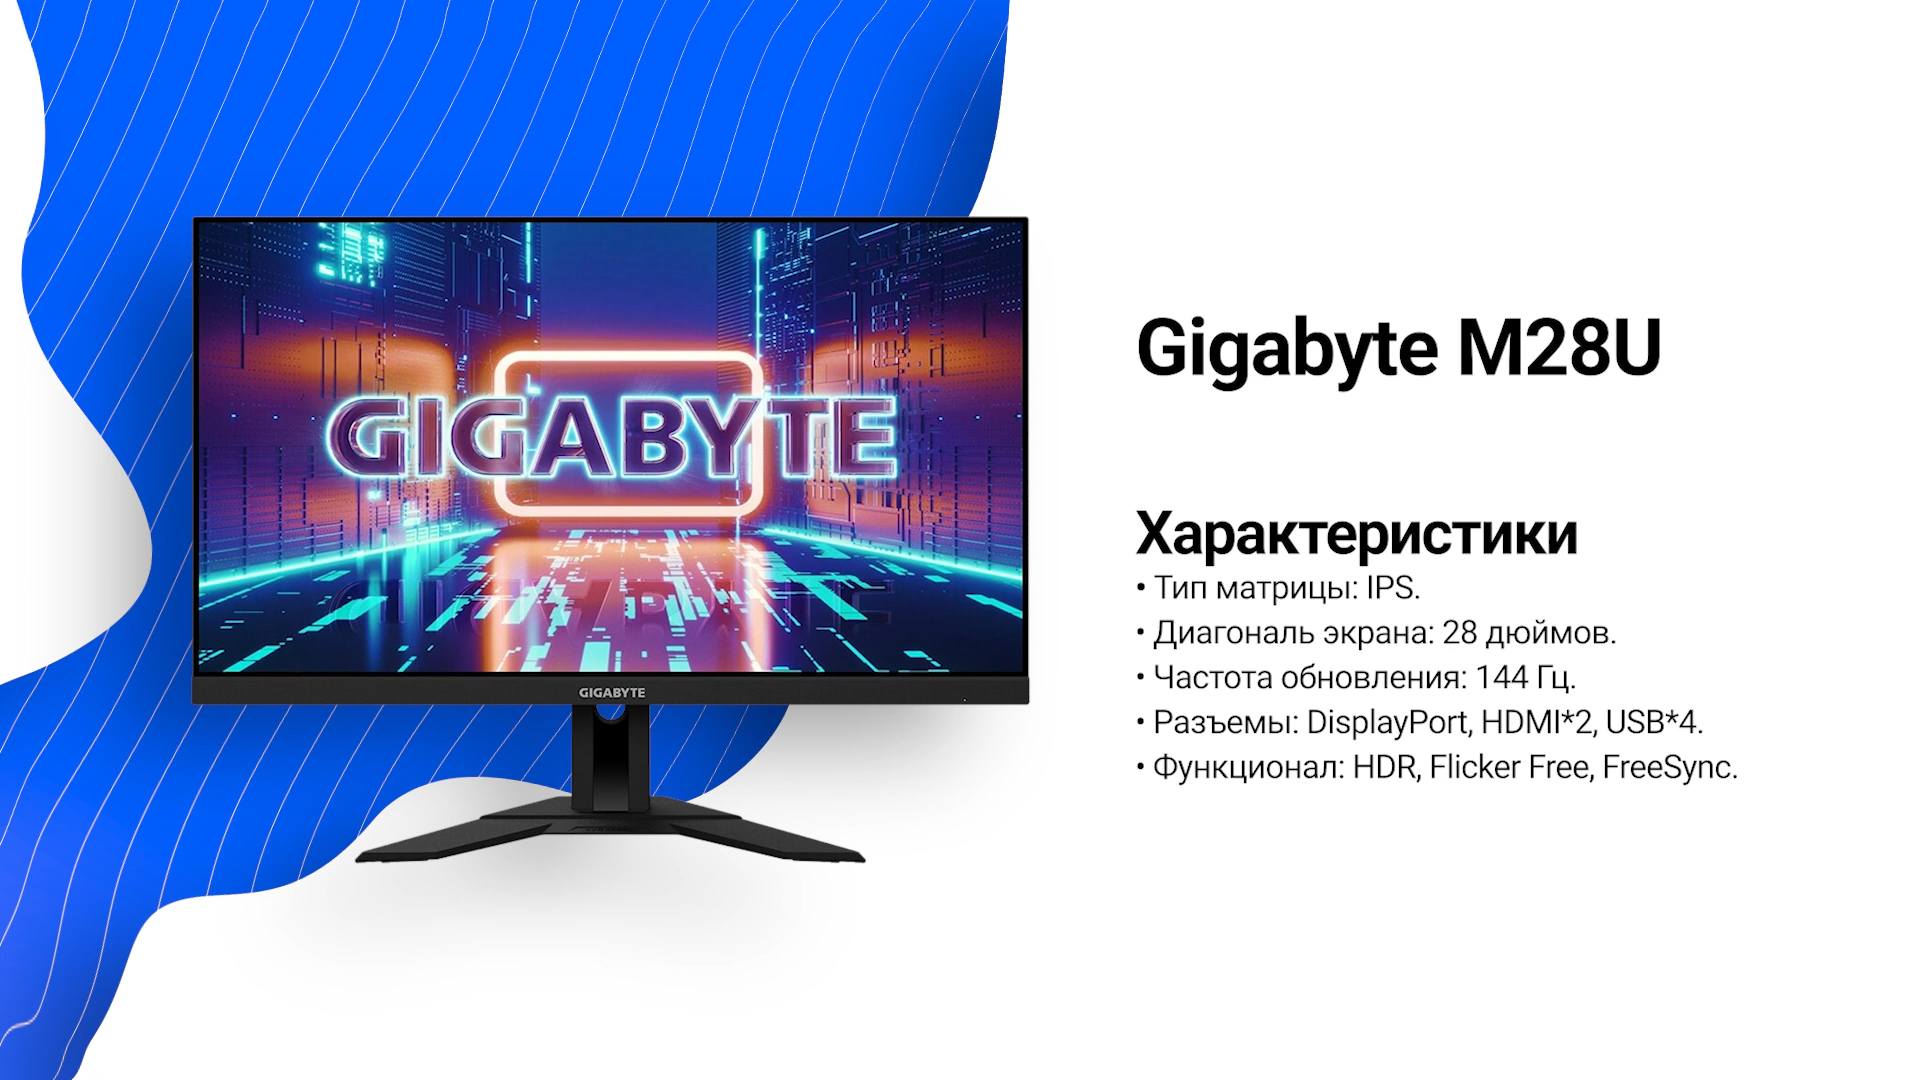 GIGABYTE
GIGABYTE
Gigabyte M28U
Характеристики
• Тип матрицы: IPS.
• Диагональ экрана: 28 дюймов.
• Частота обновления: 144 Гц.
• Разъемы: DisplayPort, HDMI*2, USB*4.
• Функционал: HDR, Flicker Free, FreeSync.